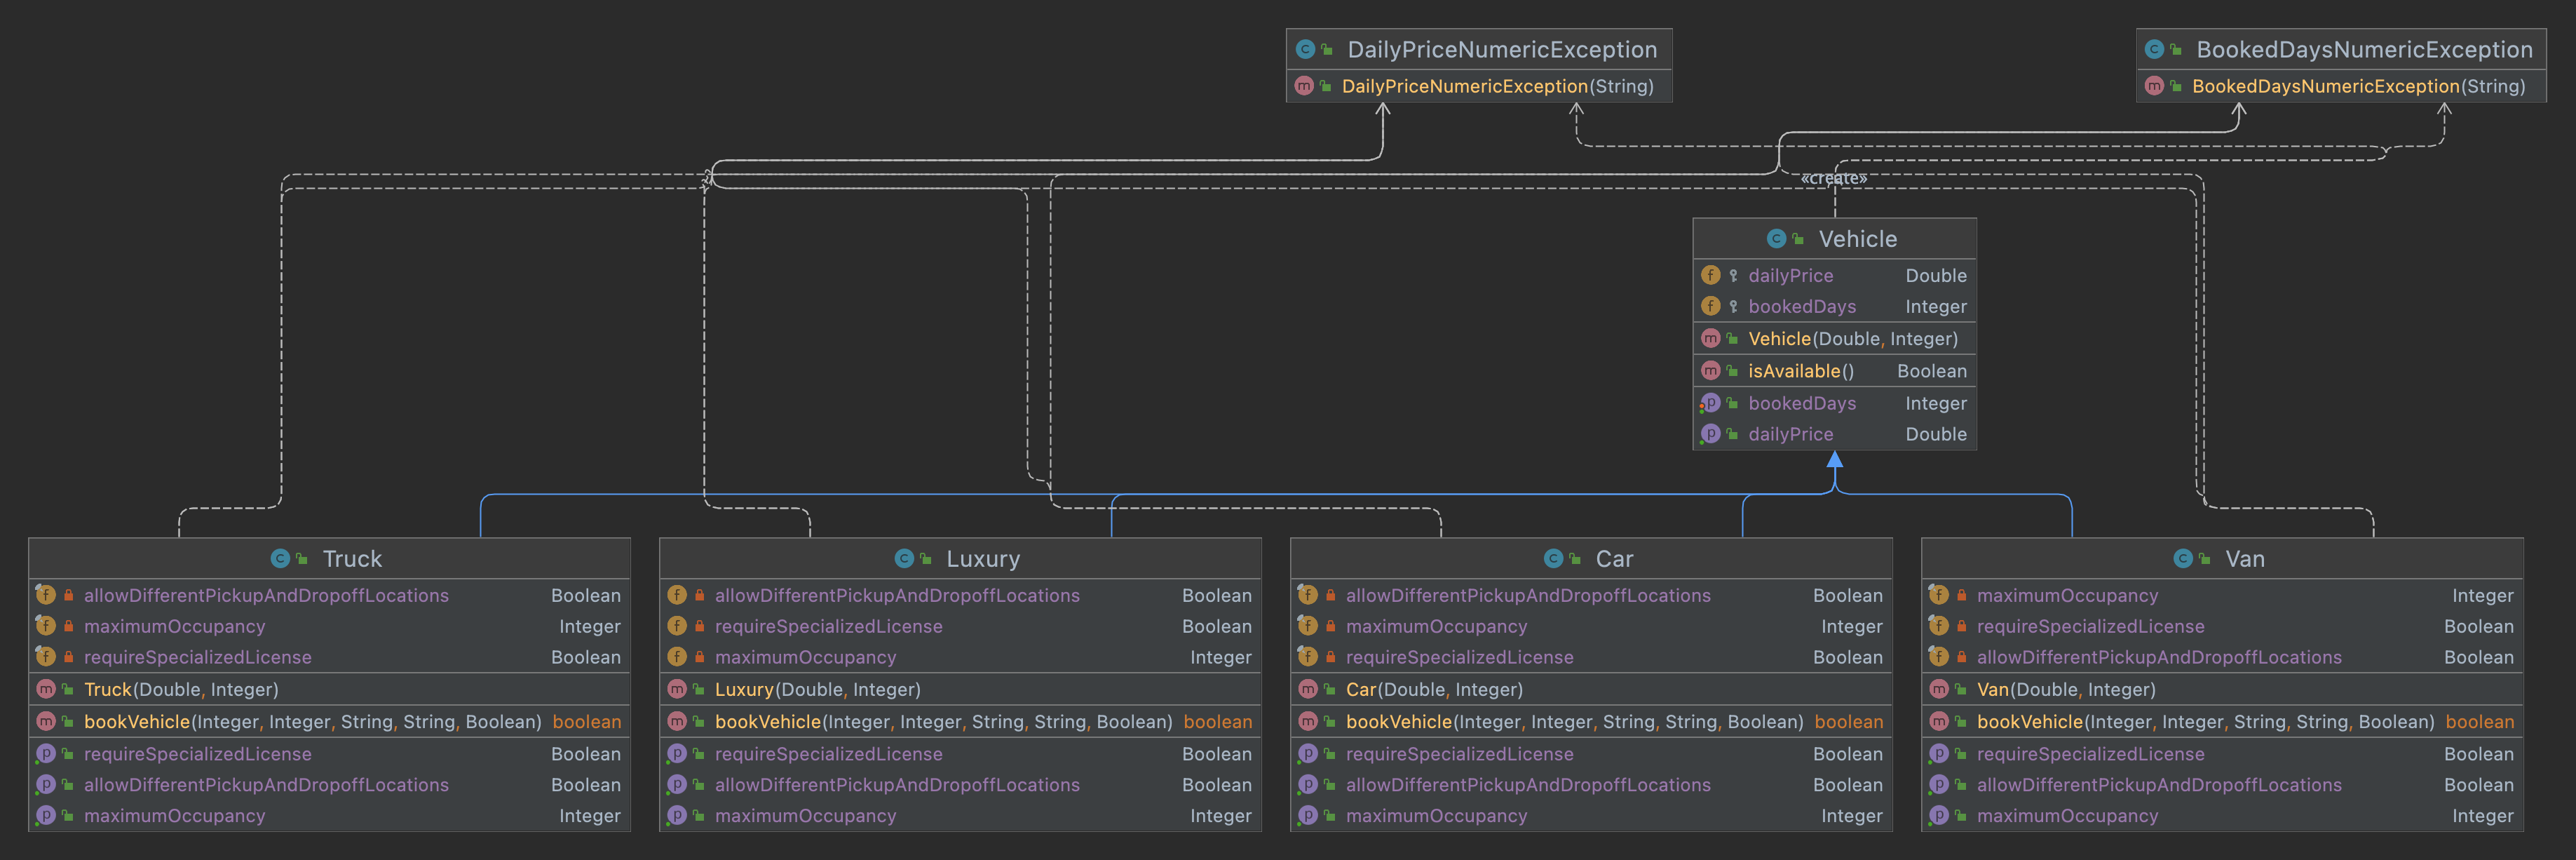 DailyPriceNumericException
DailyPriceNumericException(String)
BookedDaysNumericException
BookedDaysNumericException(String)
«create»
Vehicle
dailyPrice Double
bookedDays Integer
Vehicle(Double, Integer)
isAvailable() Boolean
bookedDays Integer
dailyPrice Double
Truck
allowDifferentPickupAndDropoffLocations Boolean
maximumOccupancy Integer
requireSpecializedLicense Boolean
Truck(Double, Integer)
bookVehicle(Integer, Integer, String, String, Boolean) boolean
requireSpecializedLicense Boolean
allowDifferentPickupAndDropoffLocations Boolean
maximumOccupancy Integer
Luxury
allowDifferentPickupAndDropoffLocations Boolean
requireSpecializedLicense Boolean
maximumOccupancy Integer
Luxury(Double, Integer)
bookVehicle(Integer, Integer, String, String, Boolean) boolean
requireSpecializedLicense Boolean
allowDifferentPickupAndDropoffLocations Boolean
maximumOccupancy Integer
Car
allowDifferentPickupAndDropoffLocations Boolean
maximumOccupancy Integer
requireSpecializedLicense Boolean
Car(Double, Integer)
bookVehicle(Integer, Integer, String, String, Boolean) boolean
requireSpecializedLicense Boolean
allowDifferentPickupAndDropoffLocations Boolean
maximumOccupancy Integer
Van
maximumOccupancy Integer
requireSpecializedLicense Boolean
allowDifferentPickupAndDropoffLocations Boolean
Van(Double, Integer)
bookVehicle(Integer, Integer, String, String, Boolean) boolean
requireSpecializedLicense Boolean
allowDifferentPickupAndDropoffLocations Boolean
maximumOccupancy Integer